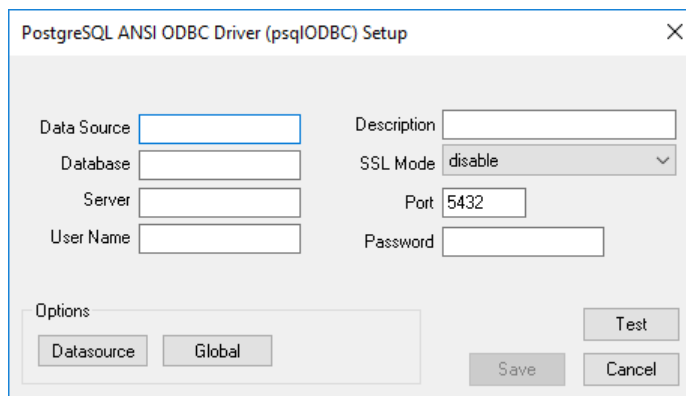 PostgreSQL ANSI ODBC Driver (psqlODBC) Setup
Data Source
Description
Database
SSL Mode disable
Server
Port 5432
User Name
Password
Options
Datasource Global
Test
Save Cancel